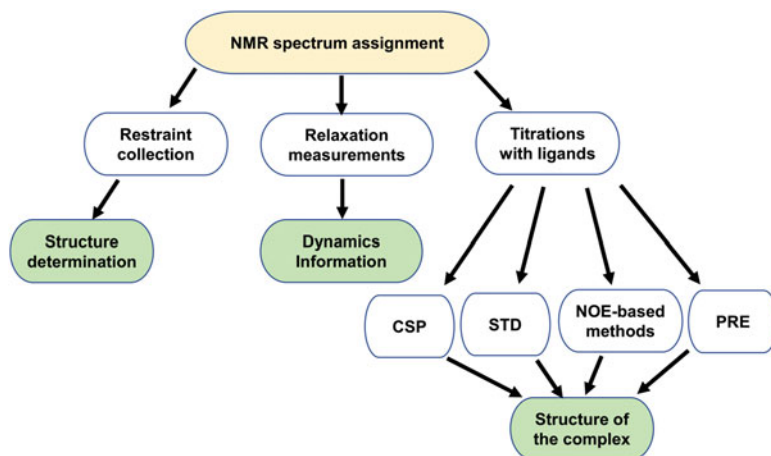 NMR spectrum assignment
Restraint
collection
Relaxation
measurements
Titrations
with ligands
Structure
determination
Dynamics
Information
CSP
STD
NOE-based
methods
PRE
Structure of
the complex